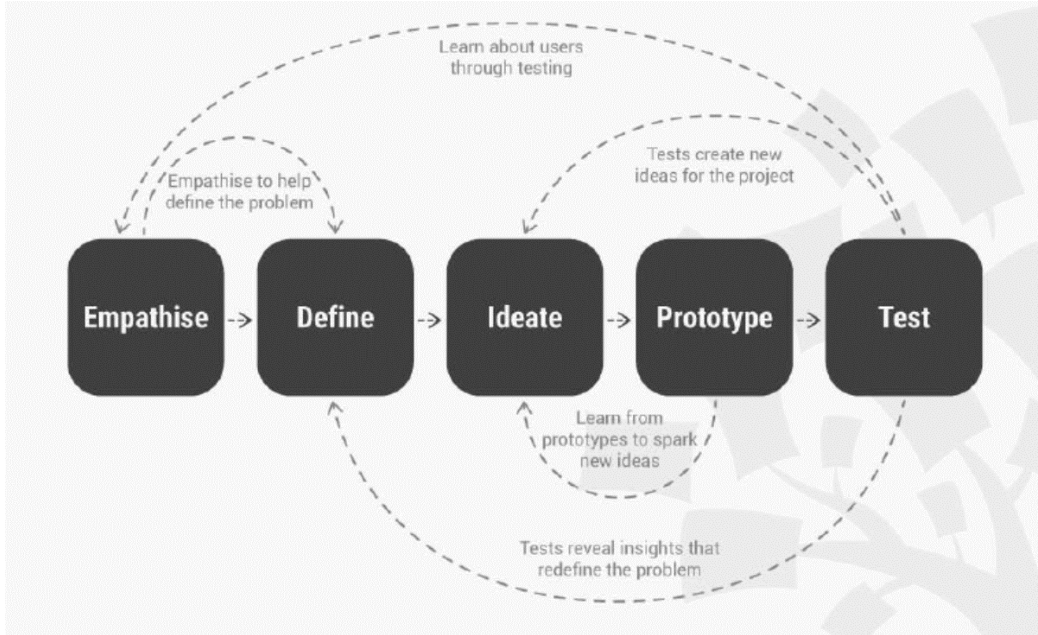 Learn about users
through testing
Tests create new
ideas for the project
Empathise to help
define the problem
Empathise
Define
Ideate
Prototype
Test
Learn from
prototypes to spark
new ideas
Tests reveal insights that
redefine the problem